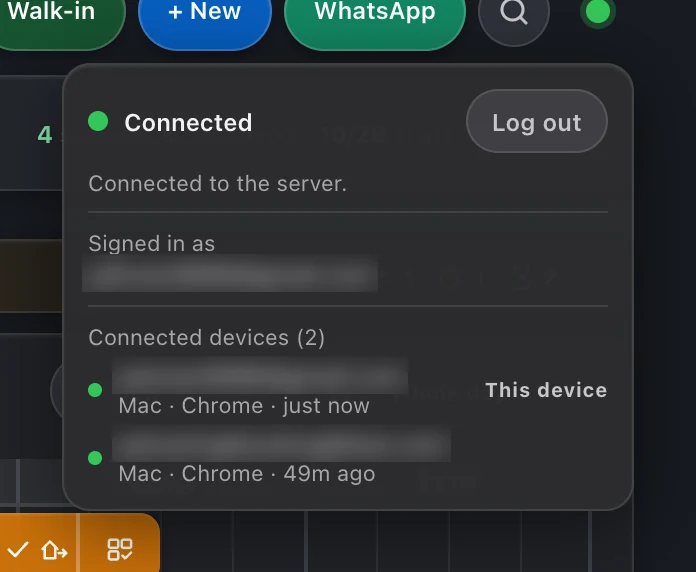 Walk-in
+ New
WhatsApp
Connected
Log out
4
Connected to the server.
Signed in as
Connected devices (2)
This device
Mac · Chrome · just now
Mac · Chrome · 49m ago